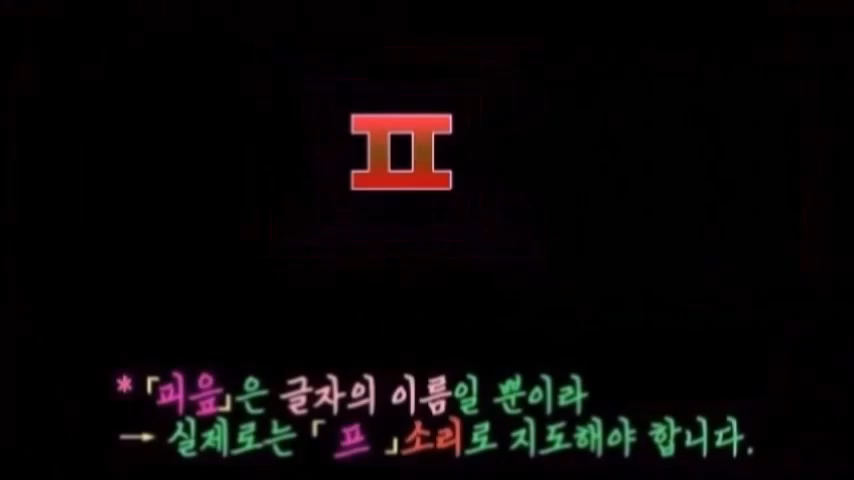 ㅍ
*「피읖」은 글자의 이름일 뿐이라
→ 실제로는「프」소리로 지도해야 합니다.